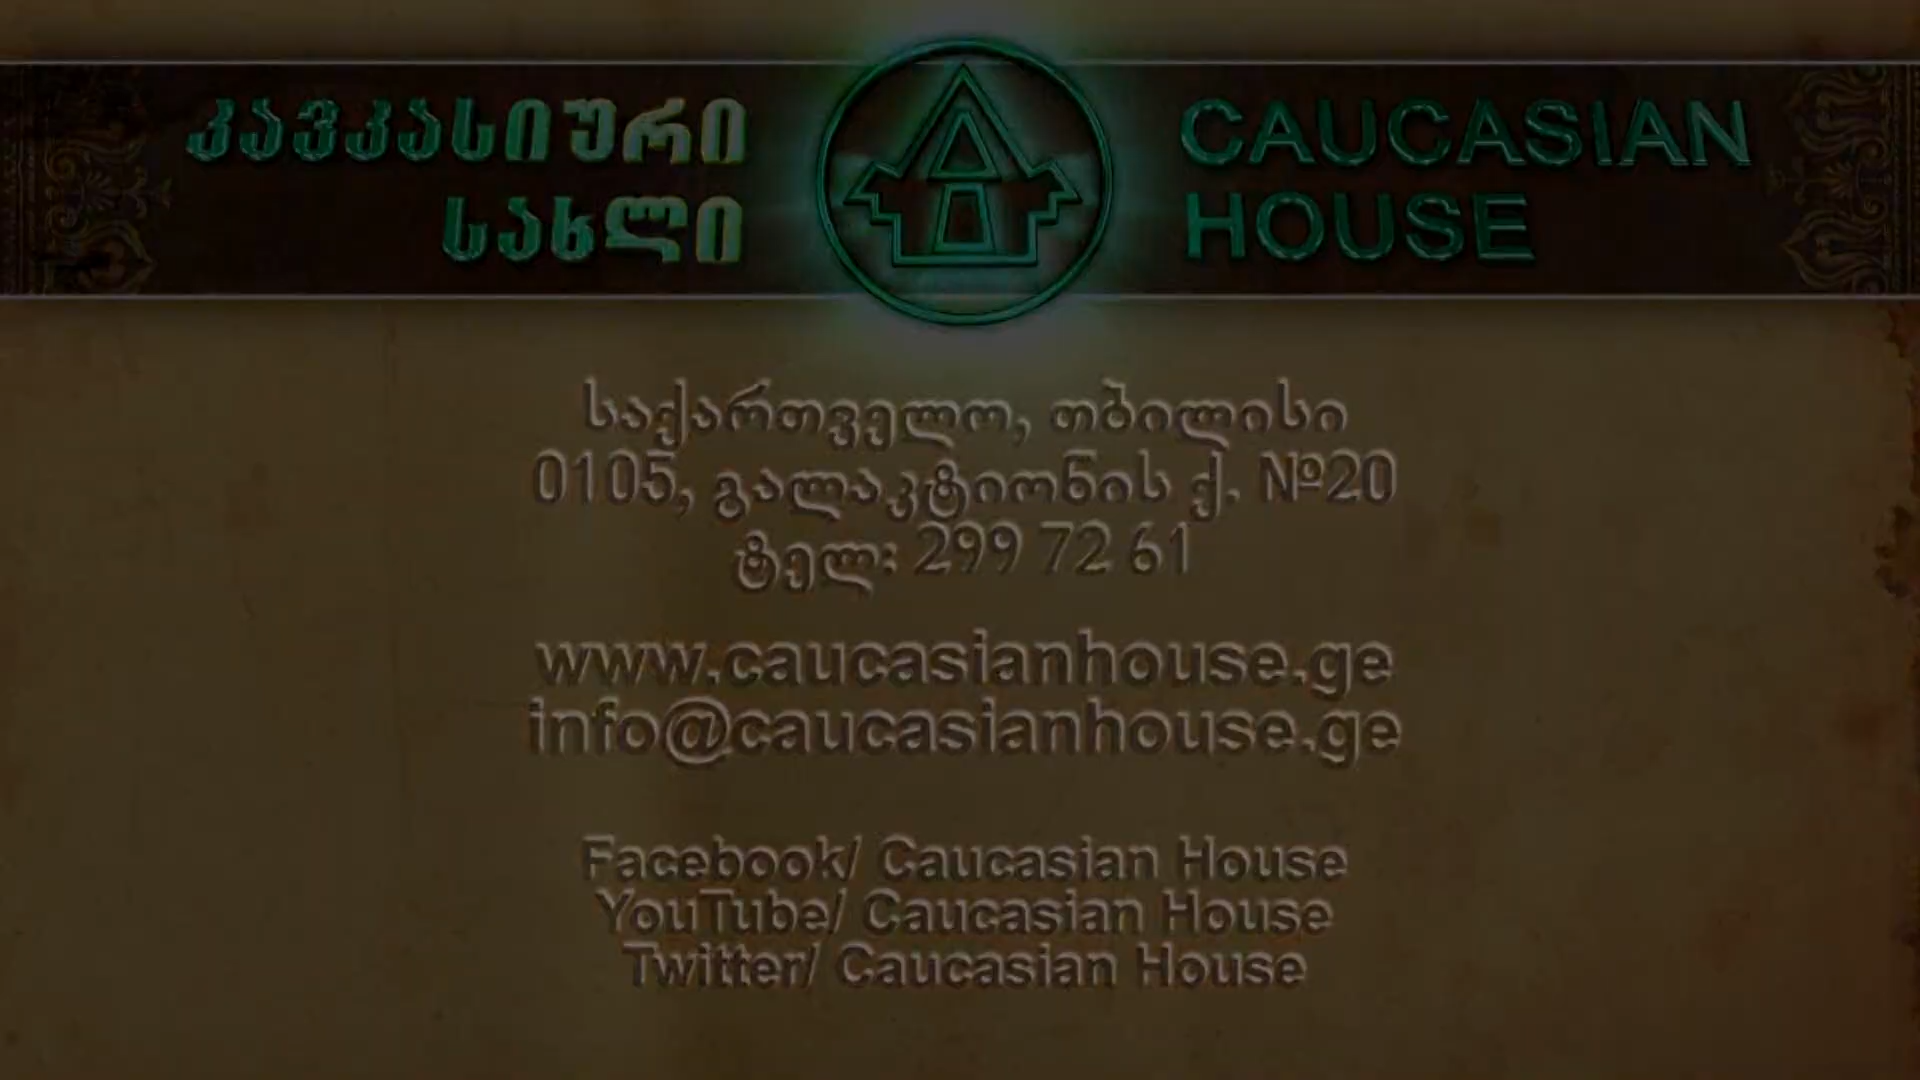 კავკასიური
სახლი
CAUCASIAN
HOUSE
საქართველო, თბილისი
0105, გალაკტიონის ქ. №20
ტელ: 299 72 61
www.caucasianhouse.ge
info@caucasianhouse.ge
Facebook/ Caucasian House
YouTube/ Caucasian House
Twitter/ Caucasian House